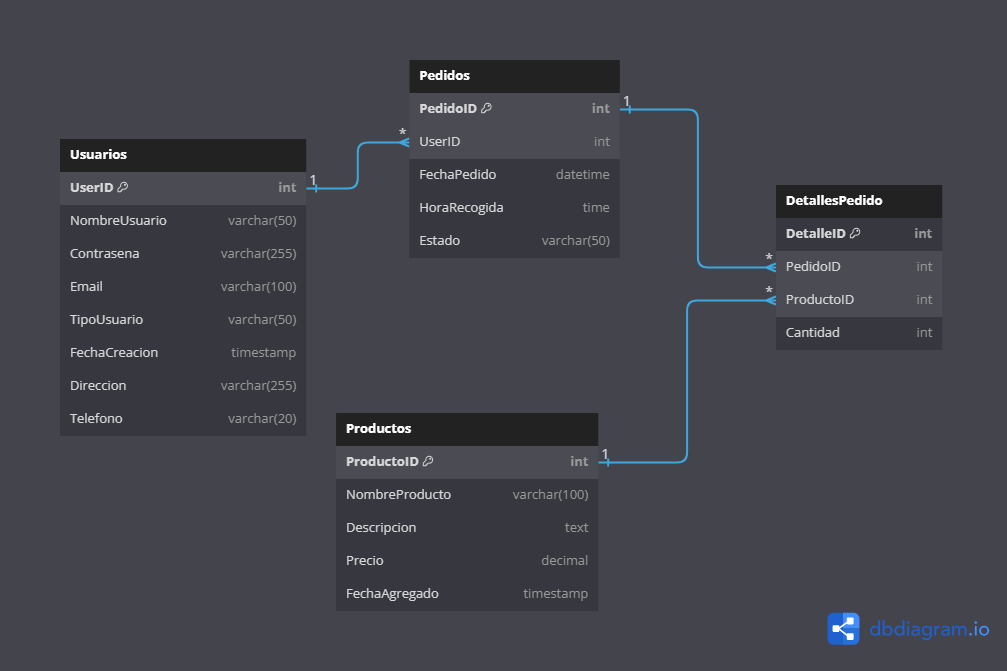 Usuarios
UserID int
NombreUsuario varchar(50)
Contrasena varchar(255)
Email varchar(100)
TipoUsuario varchar(50)
FechaCreacion timestamp
Direccion varchar(255)
Telefono varchar(20)
1
*
Pedidos
PedidoID int
UserID int
FechaPedido datetime
HoraRecogida time
Estado varchar(50)
1
*
DetallesPedido
DetalleID int
PedidoID int
ProductoID int
Cantidad int
*
Productos
ProductoID int
NombreProducto varchar(100)
Descripcion text
Precio decimal
FechaAgregado timestamp
1
dbdiagram.io